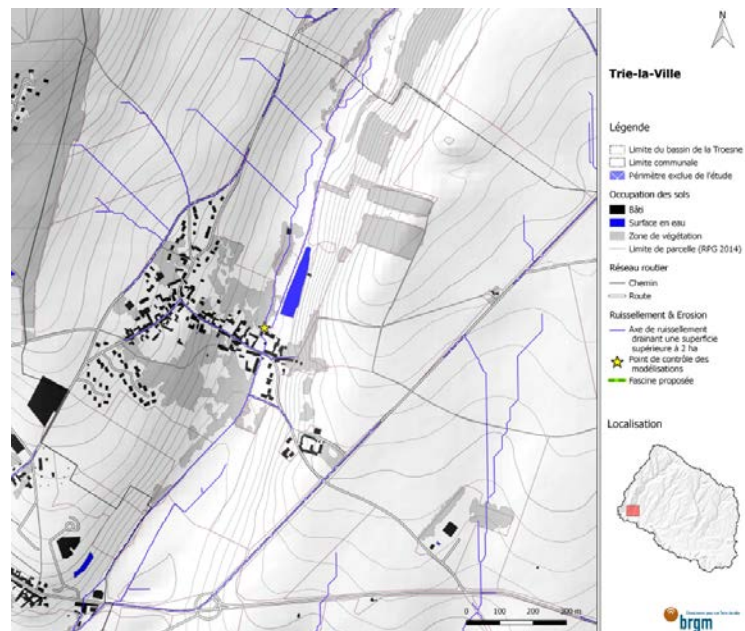 N
Trie-la-Ville
Légende
Limite du bassin de la Troesne
Limite communale
Périmètre exclue de l'étude
Occupation des sols
Bâti
Surface en eau
Zone de végétation
Limite de parcelle (RPG 2014)
Réseau routier
Chemin
Route
Ruissellement & Erosion
Axe de ruissellement
drainant une superficie
supérieure à 2 ha
Point de contrôle des
modélisations
Fascine proposée
Localisation
0 100 200 300 m
brgm